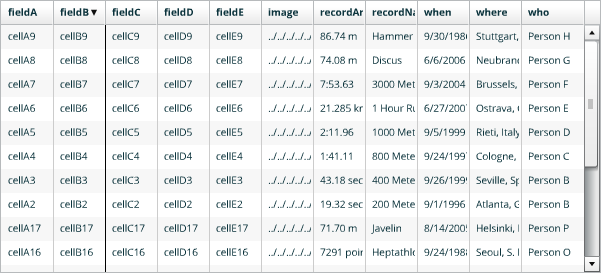 fieldA fieldB▼ fieldC fieldD fieldE image recordAr recordNa when where who
cellA9 cellB9 cellC9 cellD9 cellE9 ../../../../ 86.74 m Hammer 9/30/198 Stuttgart, Person H
cellA8 cellB8 cellC8 cellD8 cellE8 ../../../../ 74.08 m Discus 6/6/2006 Neubran Person G
cellA7 cellB7 cellC7 cellD7 cellE7 ../../../../ 7:53.63 3000 Met 9/3/2004 Brussels, Person F
cellA6 cellB6 cellC6 cellD6 cellE6 ../../../../ 21.285 kr 1 Hour Ru 6/27/200 Ostrava, Person E
cellA5 cellB5 cellC5 cellD5 cellE5 ../../../../ 2:11.96 1000 Met 9/5/1999 Rieti, Italy Person D
cellA4 cellB4 cellC4 cellD4 cellE4 ../../../../ 1:41.11 800 Mete 9/24/199 Cologne, Person C
cellA3 cellB3 cellC3 cellD3 cellE3 ../../../../ 43.18 sec 400 Mete 9/26/199 Seville, Sp Person B
cellA2 cellB2 cellC2 cellD2 cellE2 ../../../../ 19.32 sec 200 Mete 9/1/1996 Atlanta, G Person B
cellA17 cellB17 cellC17 cellD17 cellE17 ../../../../ 71.70 m Javelin 8/14/200 Helsinki, Person P
cellA16 cellB16 cellC16 cellD16 cellE16 ../../../../ 7291 poir Heptathl 9/24/198 Seoul, S. Person O